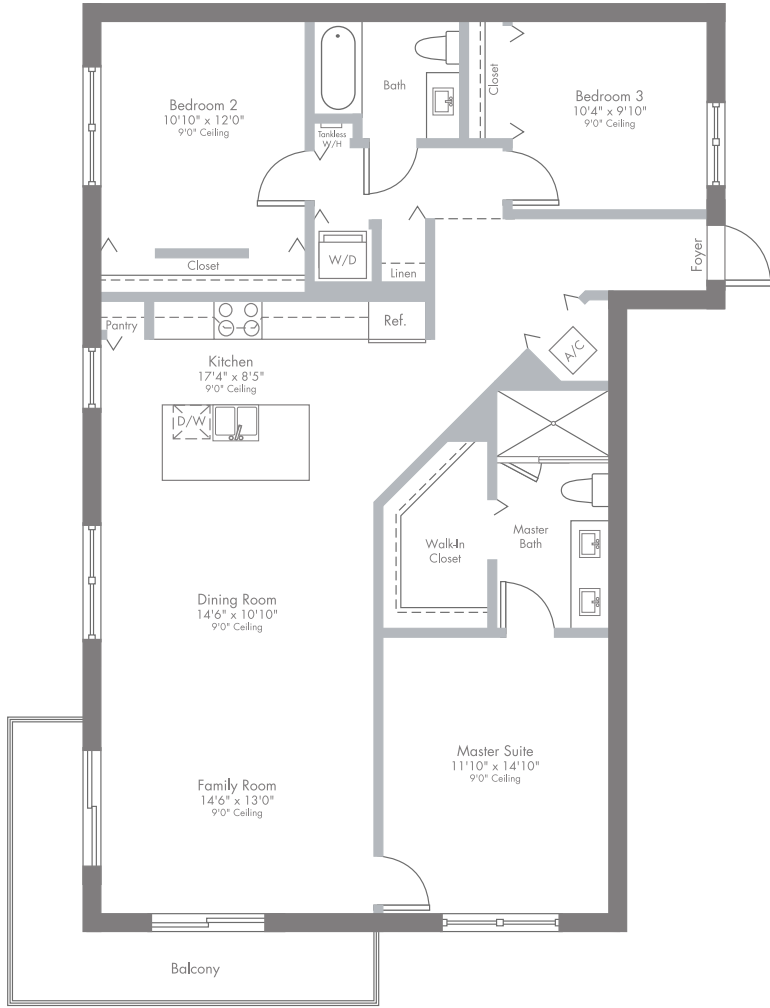 Bedroom 2
10'10" x 12'0"
9'0" Ceiling
Bath
Closet
Bedroom 3
10'4" x 9'10"
9'0" Ceiling
Tankless
W/H
W/D
Linen
Closet
Foyer
Pantry
Ref.
Kitchen
17'4" x 8'5"
9'0" Ceiling
A/C
D/W
Walk-In
Closet
Master
Bath
Dining Room
14'6" x 10'10"
9'0" Ceiling
Master Suite
11'10" x 14'10"
9'0" Ceiling
Family Room
14'6" x 13'0"
9'0" Ceiling
Balcony